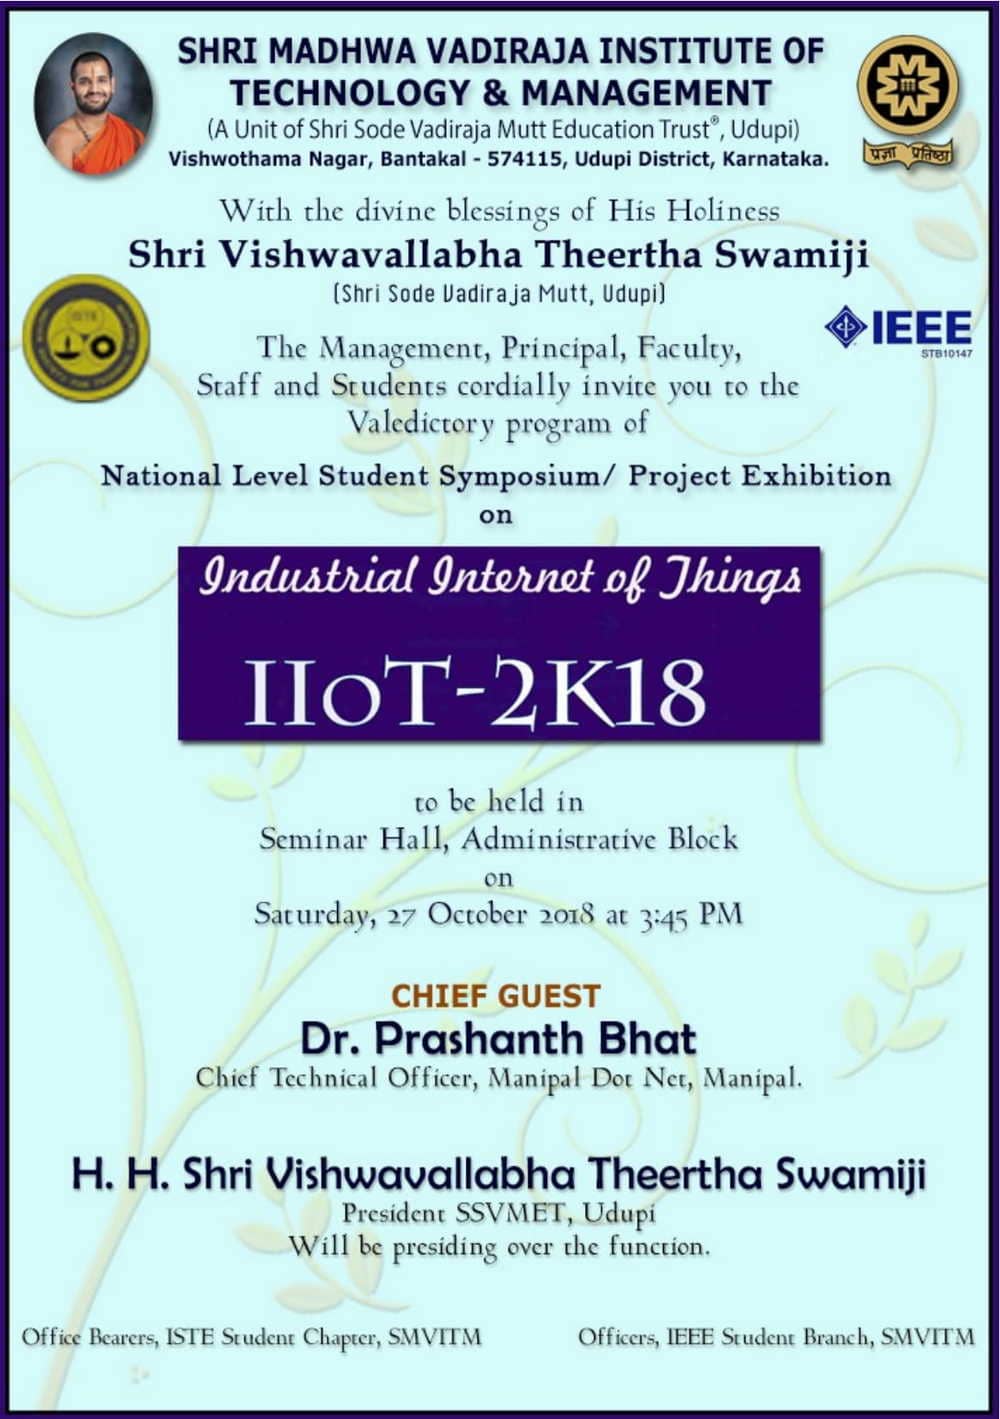 SHRI MADHWA VADIRAJA INSTITUTE OF
TECHNOLOGY & MANAGEMENT
(A Unit of Shri Sode Vadiraja Mutt Education Trust®, Udupi)
Vishwothama Nagar, Bantakal - 574115, Udupi District, Karnataka.
प्रज्ञा प्रतिष्ठा
With the divine blessings of His Holiness
Shri Vishwavallabha Theertha Swamiji
(Shri Sode Vadiraja Mutt, Udupi)
ISTE
IEEE
STB10147
The Management, Principal, Faculty,
Staff and Students cordially invite you to the
Valedictory program of
National Level Student Symposium/ Project Exhibition
on
Industrial Internet of Things
IIoT-2K18
to be held in
Seminar Hall, Administrative Block
on
Saturday, 27 October 2018 at 3:45 PM
CHIEF GUEST
Dr. Prashanth Bhat
Chief Technical Officer, Manipal Dot Net, Manipal.
H. H. Shri Vishwavallabha Theertha Swamiji
President SSVMET, Udupi
Will be presiding over the function.
Office Bearers, ISTE Student Chapter, SMVITM
Officers, IEEE Student Branch, SMVITM